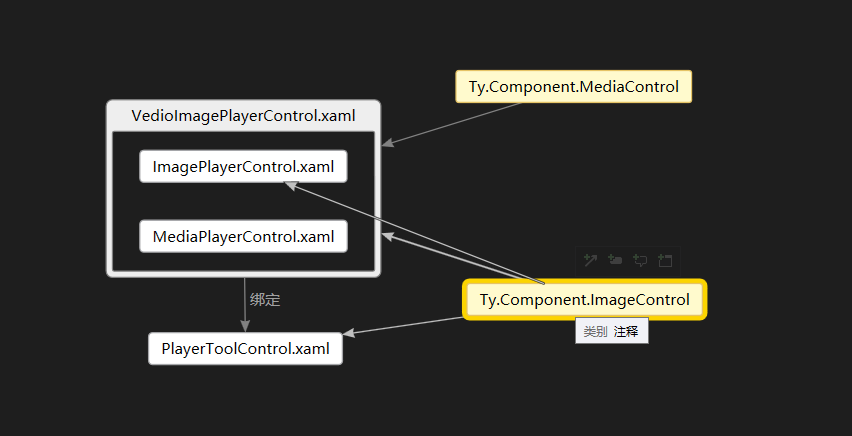 Ty.Component.MediaControl
VedioImagePlayerControl.xaml
ImagePlayerControl.xaml
MediaPlayerControl.xaml
Ty.Component.ImageControl
绑定
类别 注释
PlayerToolControl.xaml